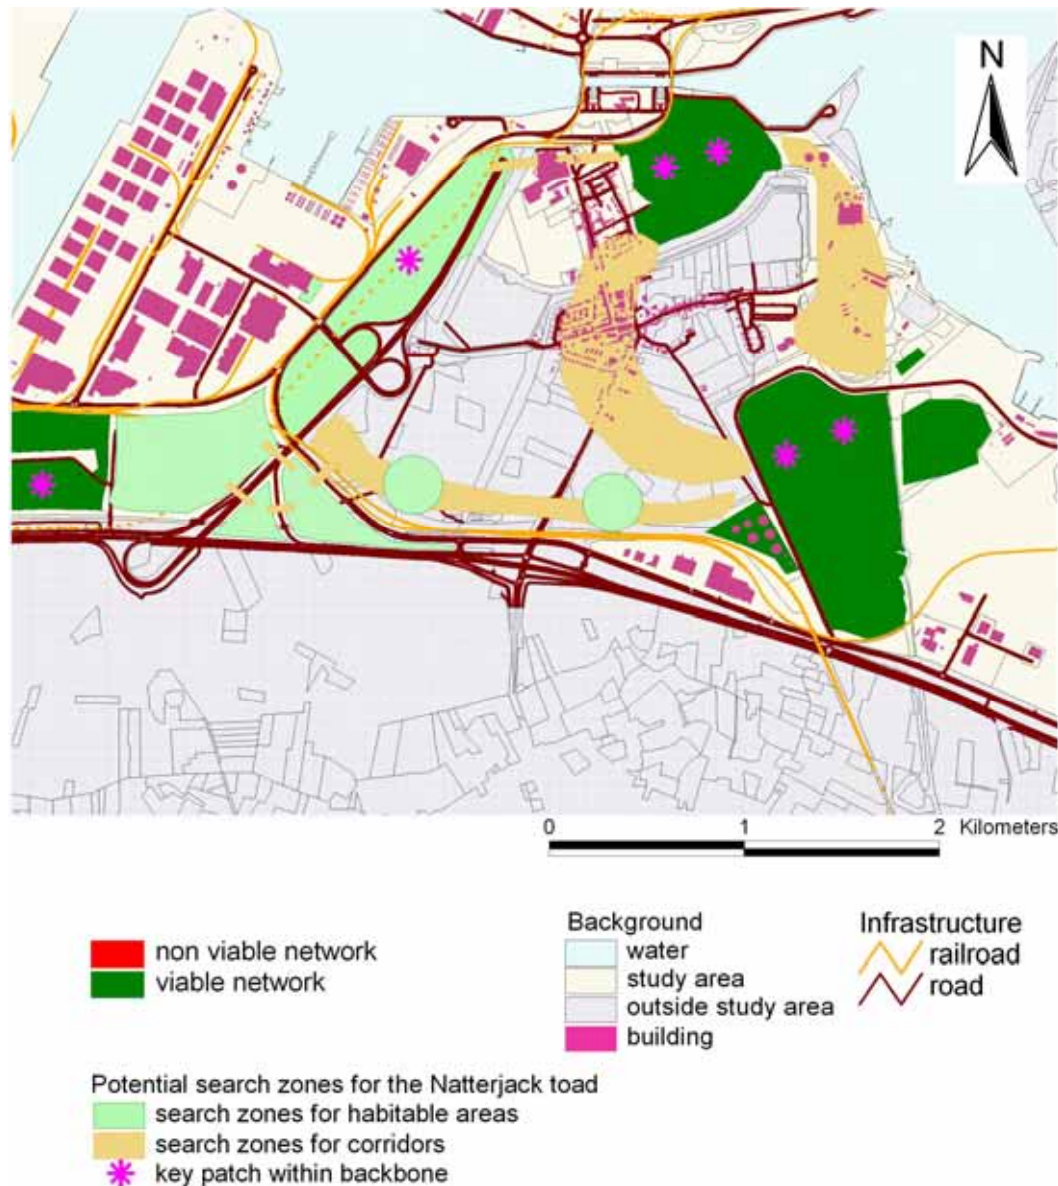 N
0 1 2 Kilometers
non viable network
viable network
Background
water
study area
outside study area
building
Infrastructure
railroad
road
Potential search zones for the Natterjack toad
search zones for habitable areas
search zones for corridors
key patch within backbone